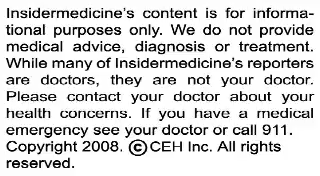 Insidermedicine's content is for informa-
tional purposes only. We do not provide
medical advice, diagnosis or treatment.
While many of Insidermedicine's reporters
are doctors, they are not your doctor.
Please contact your doctor about your
health concerns. If you have a medical
emergency see your doctor or call 911.
Copyright 2008. ©CEH Inc. All rights
reserved.